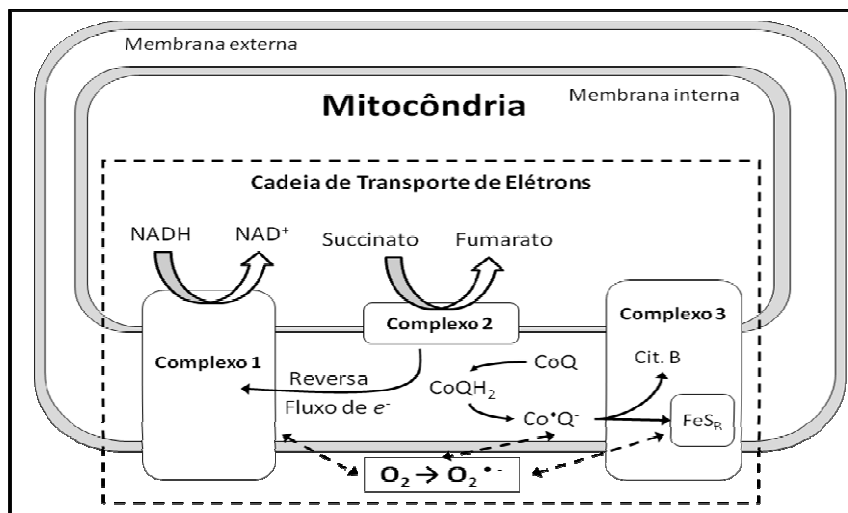 Membrana externa
Mitocôndria
Membrana interna
Cadeia de Transporte de Elétrons
NADH
NAD⁺
Succinato
Fumarato
Complexo 1
Complexo 2
Complexo 3
Reversa
Fluxo de e⁻
CoQ
CoQH₂
Co•Q⁻
Cit. B
FeS_R
O₂ → O₂•⁻